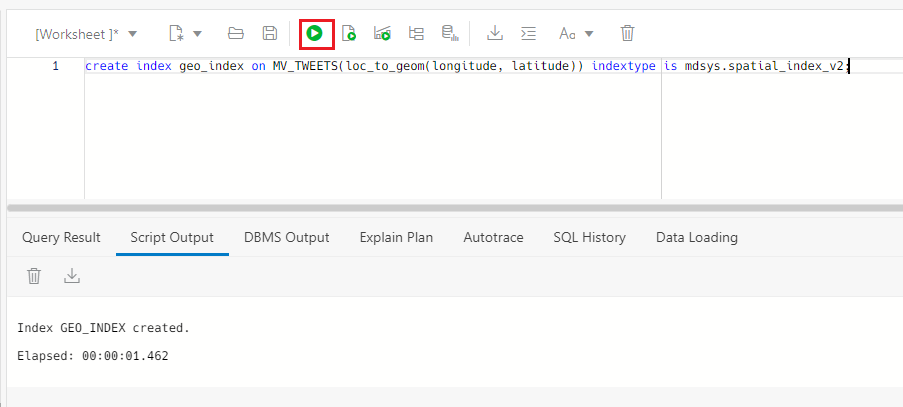 [Worksheet ]*
Aa
1 create index geo_index on MV_TWEETS(loc_to_geom(longitude, latitude)) indextype is mdsys.spatial_index_v2;
Query Result Script Output DBMS Output Explain Plan Autotrace SQL History Data Loading
Index GEO_INDEX created.
Elapsed: 00:00:01.462